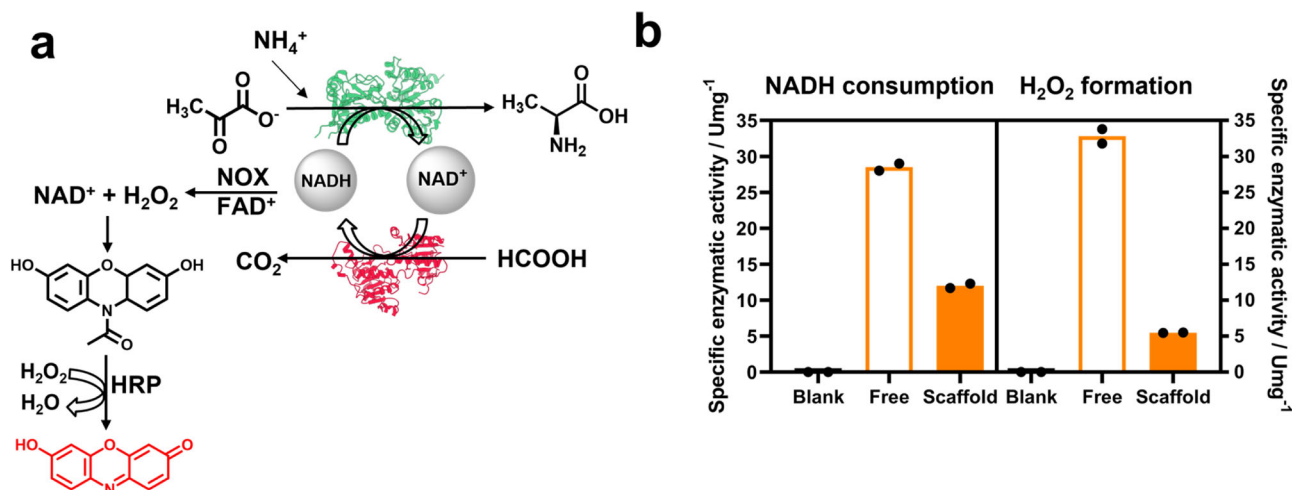 a
NH₄⁺
H₃C
O
O
O⁻
H₃C
O
OH
NH₂
NADH
NAD⁺
NOX
FAD⁺
NAD⁺ + H₂O₂
CO₂
HCOOH
HO
O
OH
N
O
H₂O₂
H₂O
HRP
HO
O
O
N
b
NADH consumption
H₂O₂ formation
Specific enzymatic activity / Umg⁻¹
35
30
25
20
15
10
5
0
Blank
Free
Scaffold
Blank
Free
Scaffold
35
30
25
20
15
10
5
0
Specific enzymatic activity / Umg⁻¹